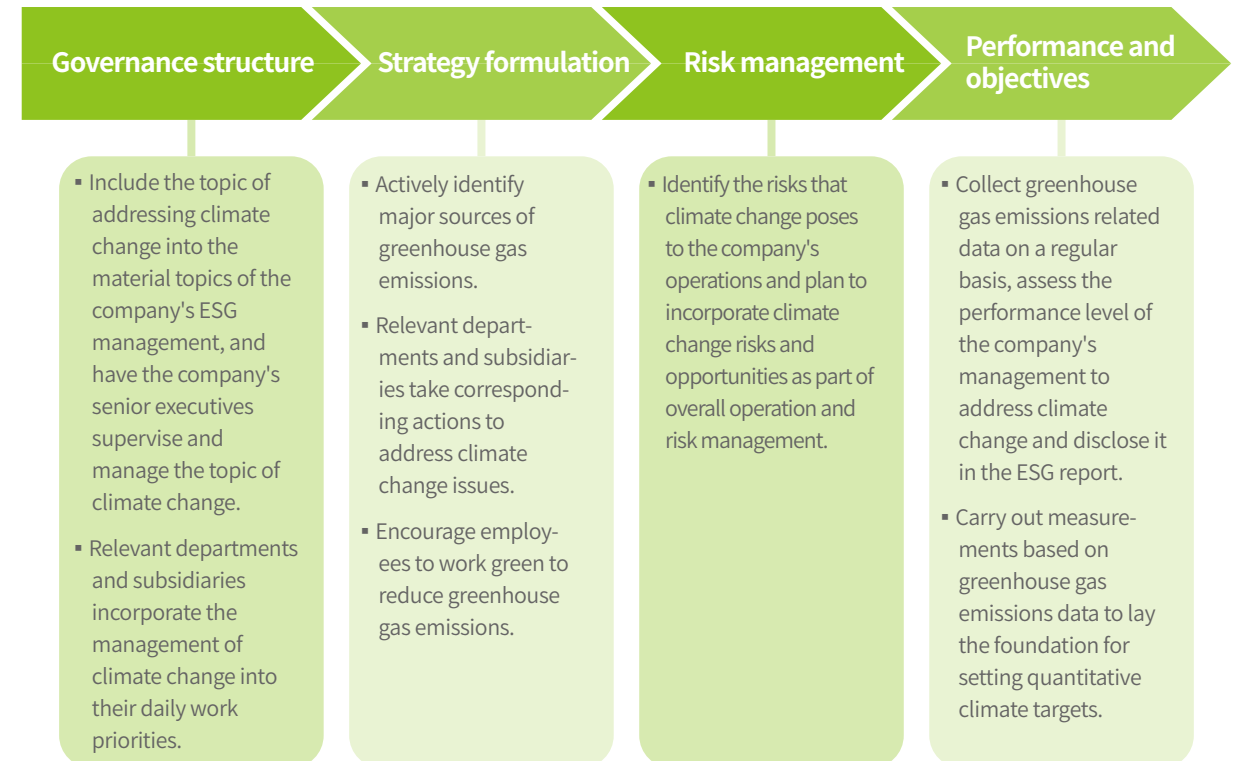 Governance structure
Strategy formulation
Risk management
Performance and
objectives
▪ Include the topic of
addressing climate
change into the
material topics of the
company's ESG
management, and
have the company's
senior executives
supervise and
manage the topic of
climate change.
▪ Relevant departments
and subsidiaries
incorporate the
management of
climate change into
their daily work
priorities.
▪ Actively identify
major sources of
greenhouse gas
emissions.
▪ Relevant depart-
ments and subsidiar-
ies take correspond-
ing actions to
address climate
change issues.
▪ Encourage employ-
ees to work green to
reduce greenhouse
gas emissions.
▪ Identify the risks that
climate change poses
to the company's
operations and plan to
incorporate climate
change risks and
opportunities as part of
overall operation and
risk management.
▪ Collect greenhouse
gas emissions related
data on a regular
basis, assess the
performance level of
the company's
management to
address climate
change and disclose it
in the ESG report.
▪ Carry out measure-
ments based on
greenhouse gas
emissions data to lay
the foundation for
setting quantitative
climate targets.